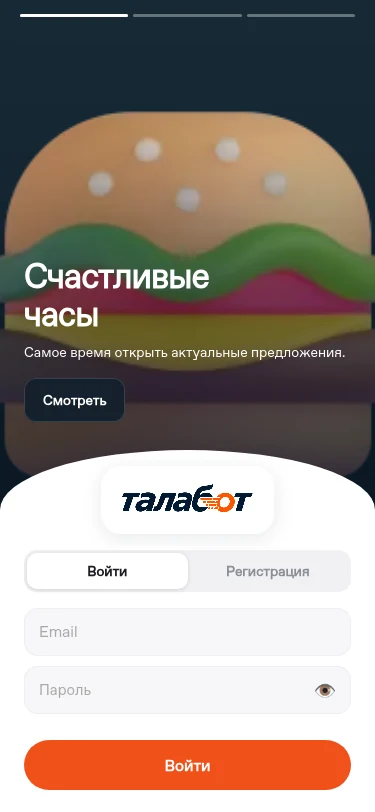 Счастливые
часы
Самое время открыть актуальные предложения.
Смотреть
талабот
Войти
Регистрация
Email
Пароль
Войти